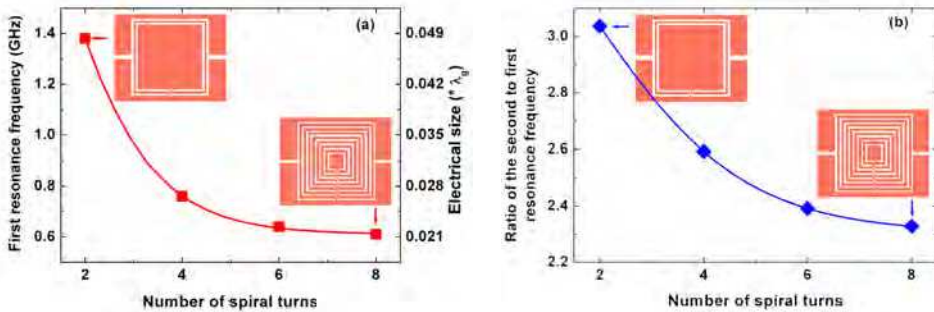 (a)
First resonance frequency (GHz)
1.4
1.2
1.0
0.8
0.6
2
4
6
8
Number of spiral turns
0.049
0.042
0.035
0.028
0.021
Electrical size (* λg)
(b)
Ratio of the second to first
resonance frequency
3.0
2.8
2.6
2.4
2.2
2
4
6
8
Number of spiral turns